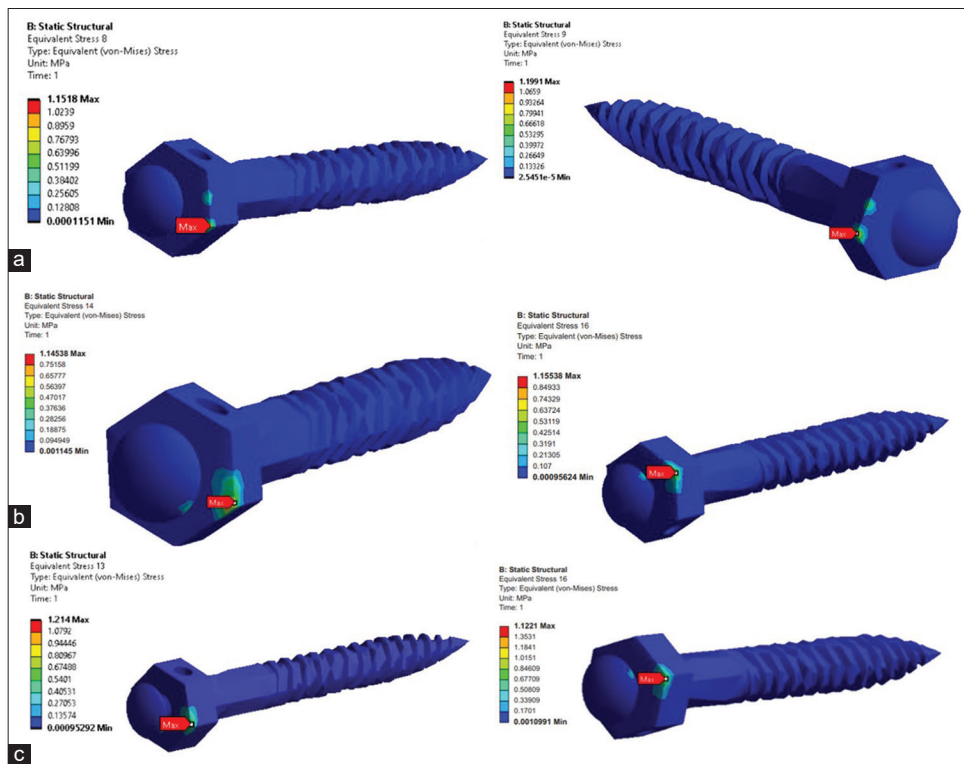 B: Static Structural
Equivalent Stress 8
Type: Equivalent (von-Mises) Stress
Unit: MPa
Time: 1
1.1518 Max
1.0239
0.8959
0.76793
0.63996
0.51199
0.38402
0.25605
0.12808
0.0001151 Min
Max
B: Static Structural
Equivalent Stress 9
Type: Equivalent (von-Mises) Stress
Unit: MPa
Time: 1
1.1991 Max
1.0659
0.93264
0.79941
0.66618
0.53295
0.39972
0.26649
0.13326
2.5451e-5 Min
Max
a
B: Static Structural
Equivalent Stress 14
Type: Equivalent (von-Mises) Stress
Unit: MPa
Time: 1
1.14538 Max
0.75158
0.65777
0.56397
0.47017
0.37636
0.28256
0.18875
0.094949
0.001145 Min
Max
B: Static Structural
Equivalent Stress 16
Type: Equivalent (von-Mises) Stress
Unit: MPa
Time: 1
1.15538 Max
0.84933
0.74329
0.63724
0.53119
0.42514
0.3191
0.21305
0.107
0.00095624 Min
Max
b
B: Static Structural
Equivalent Stress 13
Type: Equivalent (von-Mises) Stress
Unit: MPa
Time: 1
1.214 Max
1.0792
0.94446
0.80967
0.67488
0.5401
0.40531
0.27053
0.13574
0.00095292 Min
Max
B: Static Structural
Equivalent Stress 16
Type: Equivalent (von-Mises) Stress
Unit: MPa
Time: 1
1.1221 Max
1.3531
1.1841
1.0151
0.84609
0.67709
0.50809
0.33909
0.1701
0.0010991 Min
Max
c